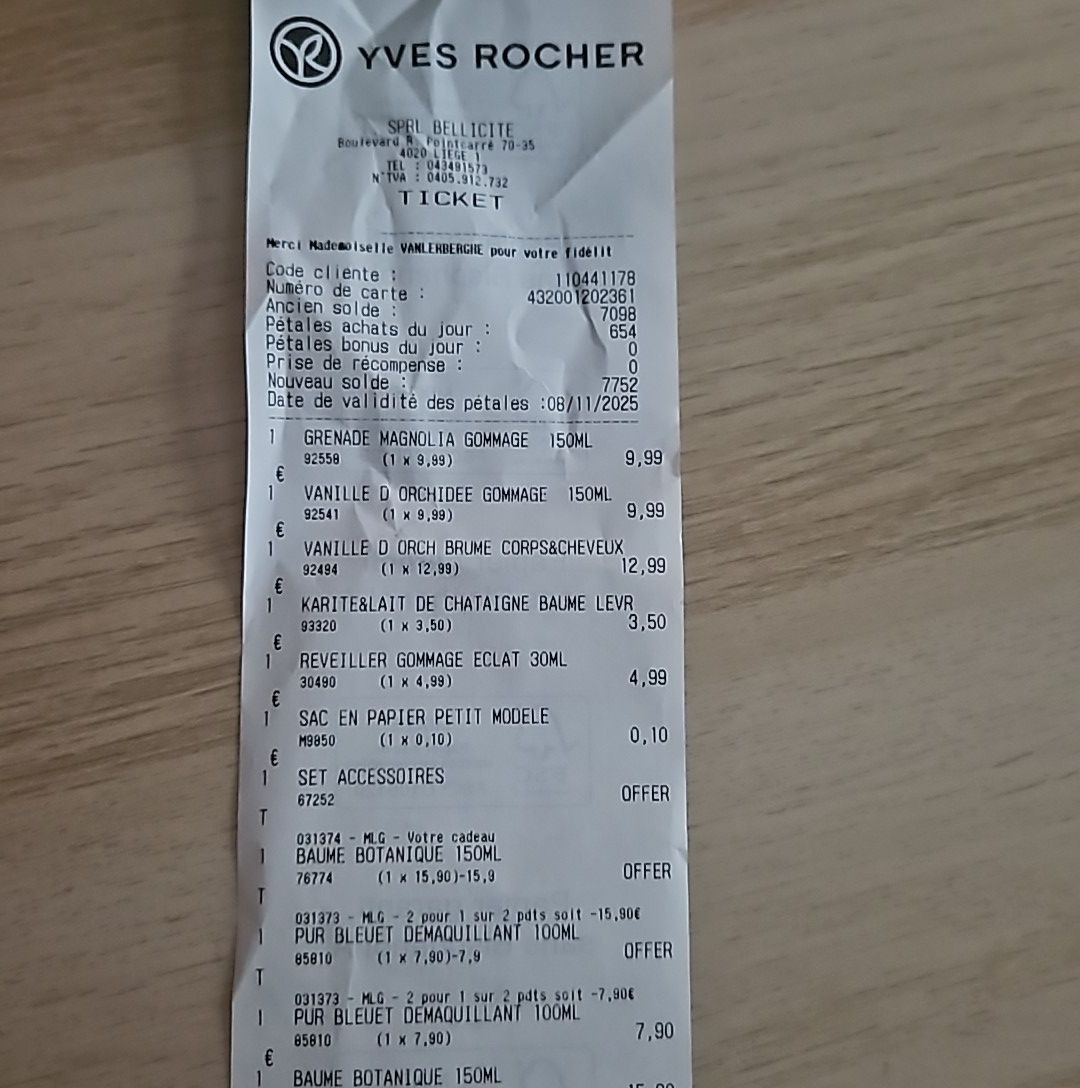 YVES ROCHER
SPRL BELLICITE
Boulevard R. Pointcarré 70-35
4020 LIEGE 1
TEL : 043491573
N°TVA : 0405.912.732
TICKET
Merci Mademoiselle VANLERBERGHE pour votre fidélit
Code cliente : 110441178
Numéro de carte : 432001202361
Ancien solde : 7098
Pétales achats du jour : 654
Pétales bonus du jour : 0
Prise de récompense : 0
Nouveau solde : 7752
Date de validité des pétales :08/11/2025
1 GRENADE MAGNOLIA GOMMAGE 150ML
92558 (1 x 9,99) 9,99
€
1 VANILLE D ORCHIDEE GOMMAGE 150ML
92541 (1 x 9,99) 9,99
€
1 VANILLE D ORCH BRUME CORPS&CHEVEUX
92494 (1 x 12,99) 12,99
€
1 KARITE&LAIT DE CHATAIGNE BAUME LEVR
93320 (1 x 3,50) 3,50
€
1 REVEILLER GOMMAGE ECLAT 30ML
30490 (1 x 4,99) 4,99
€
1 SAC EN PAPIER PETIT MODELE
M9850 (1 x 0,10) 0,10
€
1 SET ACCESSOIRES
67252 OFFER
T
031374 - MLG - Votre cadeau
1 BAUME BOTANIQUE 150ML
76774 (1 x 15,90)-15,9 OFFER
T
031373 - MLG - 2 pour 1 sur 2 pdts soit -15,90€
1 PUR BLEUET DEMAQUILLANT 100ML
85810 (1 x 7,90)-7,9 OFFER
T
031373 - MLG - 2 pour 1 sur 2 pdts soit -7,90€
1 PUR BLEUET DEMAQUILLANT 100ML
85810 (1 x 7,90) 7,90
€
1 BAUME BOTANIQUE 150ML